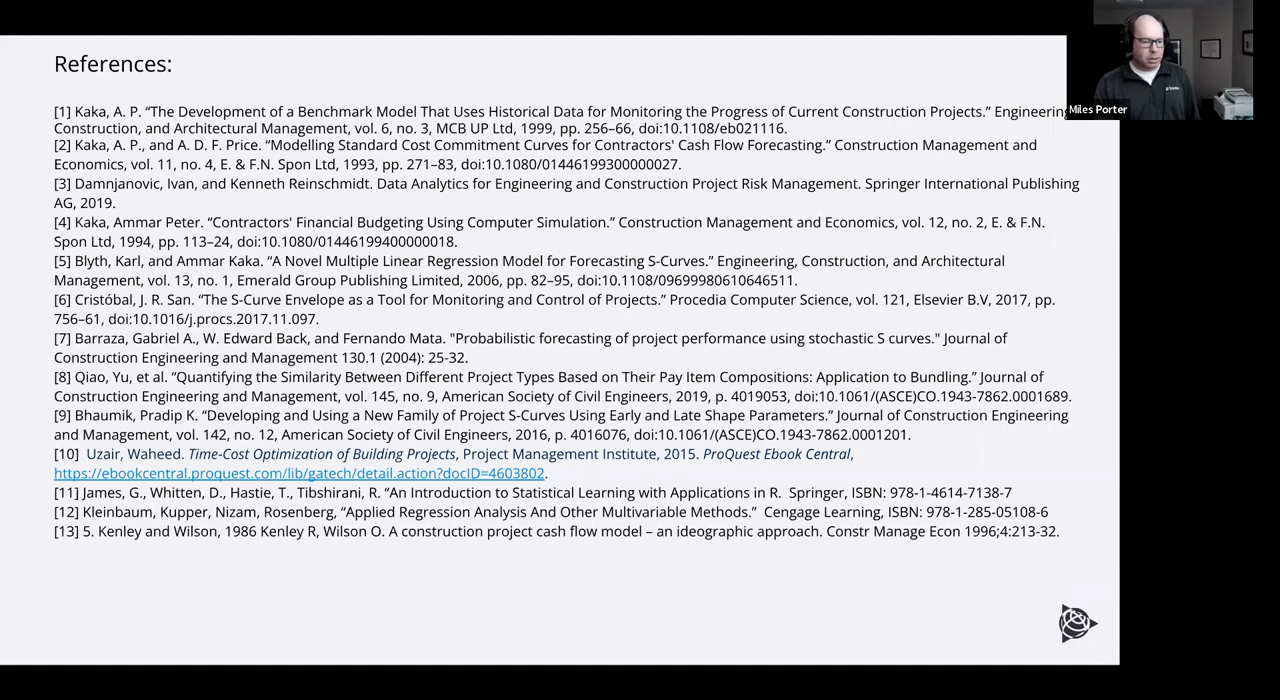 References:
[1] Kaka, A. P. “The Development of a Benchmark Model That Uses Historical Data for Monitoring the Progress of Current Construction Projects.” Engineering
Miles Porter
Construction, and Architectural Management, vol. 6, no. 3, MCB UP Ltd, 1999, pp. 256–66, doi:10.1108/eb021116.
[2] Kaka, A. P., and A. D. F. Price. “Modelling Standard Cost Commitment Curves for Contractors' Cash Flow Forecasting.” Construction Management and
Economics, vol. 11, no. 4, E. & F.N. Spon Ltd, 1993, pp. 271–83, doi:10.1080/01446199300000027.
[3] Damnjanovic, Ivan, and Kenneth Reinschmidt. Data Analytics for Engineering and Construction Project Risk Management. Springer International Publishing
AG, 2019.
[4] Kaka, Ammar Peter. “Contractors' Financial Budgeting Using Computer Simulation.” Construction Management and Economics, vol. 12, no. 2, E. & F.N.
Spon Ltd, 1994, pp. 113–24, doi:10.1080/01446199400000018.
[5] Blyth, Karl, and Ammar Kaka. “A Novel Multiple Linear Regression Model for Forecasting S-Curves.” Engineering, Construction, and Architectural
Management, vol. 13, no. 1, Emerald Group Publishing Limited, 2006, pp. 82–95, doi:10.1108/09699980610646511.
[6] Cristóbal, J. R. San. “The S-Curve Envelope as a Tool for Monitoring and Control of Projects.” Procedia Computer Science, vol. 121, Elsevier B.V, 2017, pp.
756–61, doi:10.1016/j.procs.2017.11.097.
[7] Barraza, Gabriel A., W. Edward Back, and Fernando Mata. "Probabilistic forecasting of project performance using stochastic S curves." Journal of
Construction Engineering and Management 130.1 (2004): 25-32.
[8] Qiao, Yu, et al. “Quantifying the Similarity Between Different Project Types Based on Their Pay Item Compositions: Application to Bundling.” Journal of
Construction Engineering and Management, vol. 145, no. 9, American Society of Civil Engineers, 2019, p. 4019053, doi:10.1061/(ASCE)CO.1943-7862.0001689.
[9] Bhaumik, Pradip K. “Developing and Using a New Family of Project S-Curves Using Early and Late Shape Parameters.” Journal of Construction Engineering
and Management, vol. 142, no. 12, American Society of Civil Engineers, 2016, p. 4016076, doi:10.1061/(ASCE)CO.1943-7862.0001201.
[10] Uzair, Waheed. Time-Cost Optimization of Building Projects, Project Management Institute, 2015. ProQuest Ebook Central,
https://ebookcentral.proquest.com/lib/gatech/detail.action?docID=4603802.
[11] James, G., Whitten, D., Hastie, T., Tibshirani, R. “An Introduction to Statistical Learning with Applications in R. Springer, ISBN: 978-1-4614-7138-7
[12] Kleinbaum, Kupper, Nizam, Rosenberg, “Applied Regression Analysis And Other Multivariable Methods.” Cengage Learning, ISBN: 978-1-285-05108-6
[13] 5. Kenley and Wilson, 1986 Kenley R, Wilson O. A construction project cash flow model – an ideographic approach. Constr Manage Econ 1996;4:213-32.